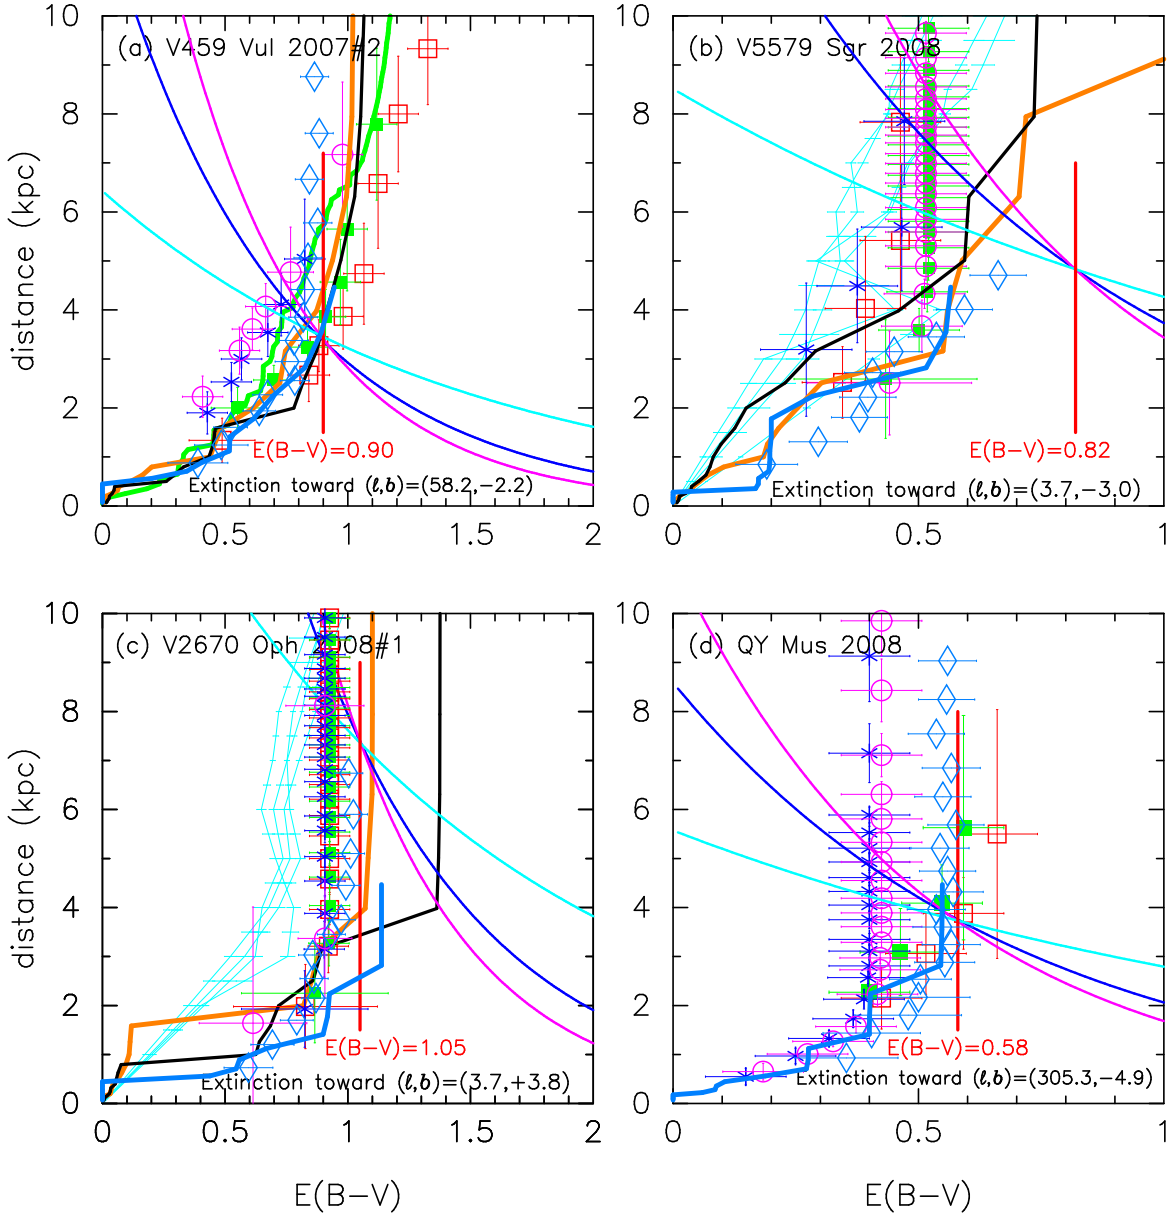 (a) V459 Vul 2007#2
(b) V5579 Sgr 2008
10
8
6
4
2
0
distance (kpc)
E(B−V)=0.90
Extinction toward (ℓ,b)=(58.2,−2.2)
0 0.5 1 1.5 2
10
8
6
4
2
0
E(B−V)=0.82
Extinction toward (ℓ,b)=(3.7,−3.0)
0 0.5 1
(c) V2670 Oph 2008#1
(d) QY Mus 2008
10
8
6
4
2
0
distance (kpc)
E(B−V)=1.05
Extinction toward (ℓ,b)=(3.7,+3.8)
0 0.5 1 1.5 2
E(B−V)
10
8
6
4
2
0
E(B−V)=0.58
Extinction toward (ℓ,b)=(305.3,−4.9)
0 0.5 1
E(B−V)